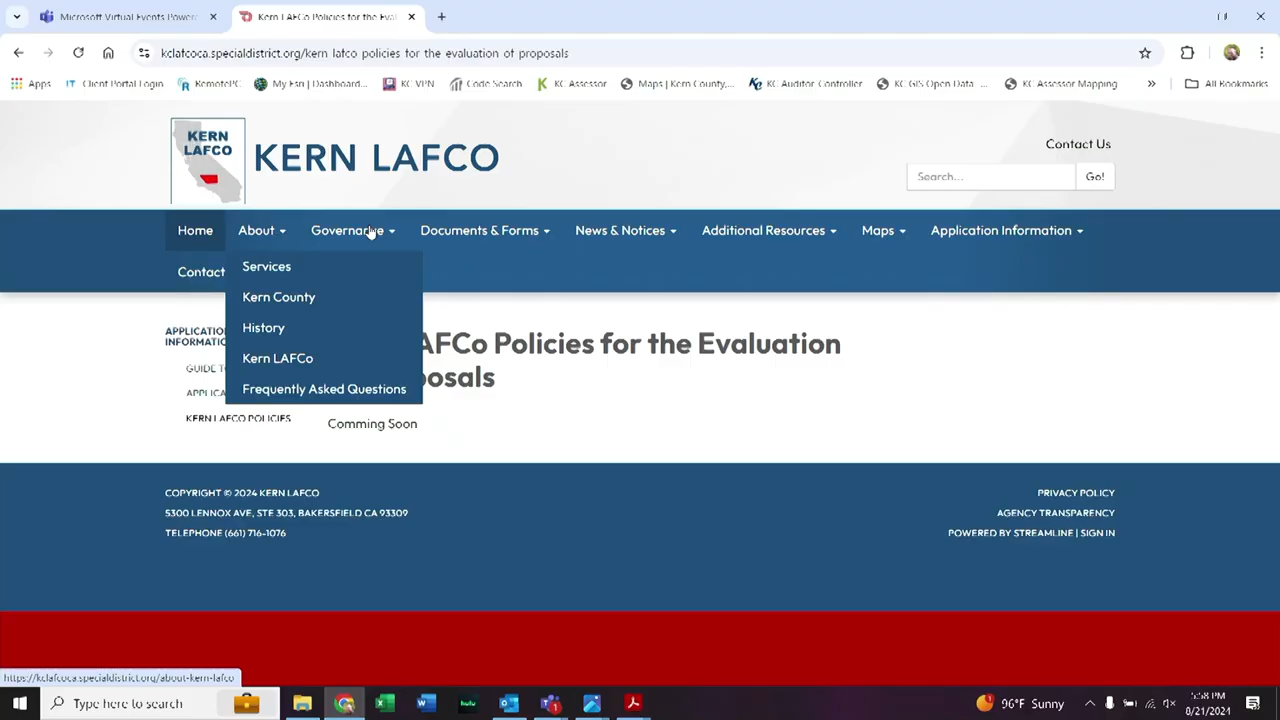 Microsoft Virtual Events Power
Kern LAFCo Policies for the Eval
kclafcoca.specialdistrict.org/kern lafco policies for the evaluation of proposals
Apps
Client Portal Login
RemotePC
My Esri | Dashboard...
KC VPN
Code Search
KC Assessor
Maps | Kern County,...
KC Auditor-Controller
KC GIS Open Data ...
KC Assessor Mapping
»
All Bookmarks
KERN
LAFCO
KERN LAFCO
Contact Us
Search...
Go!
Home
About
Governance
Documents & Forms
News & Notices
Additional Resources
Maps
Application Information
Contact
Services
Kern County
History
Kern LAFCo
Frequently Asked Questions
APPLICATION
INFORMATIO
GUIDE T
APPLICA
KERN LAFCO POLICIES
AFCo Policies for the Evaluation
posals
Comming Soon
COPYRIGHT © 2024 KERN LAFCO
5300 LENNOX AVE, STE 303, BAKERSFIELD CA 93309
TELEPHONE (661) 716-1076
PRIVACY POLICY
AGENCY TRANSPARENCY
POWERED BY STREAMLINE | SIGN IN
https://kclafcoca.specialdistrict.org/about-kern-lafco
Type here to search
hulu
96°F Sunny
5:58 PM
8/21/2024